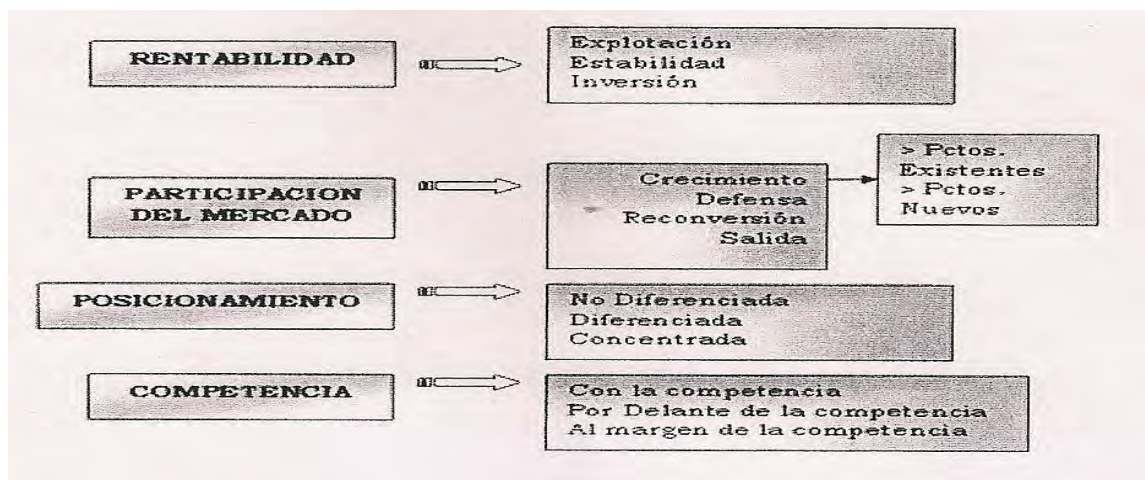 RENTABILIDAD
Explotación
Estabilidad
Inversión
PARTICIPACION
DEL MERCADO
Crecimiento
Defensa
Reconversión
Salida
> Pctos.
Existentes
> Pctos.
Nuevos
POSICIONAMIENTO
No Diferenciada
Diferenciada
Concentrada
COMPETENCIA
Con la competencia
Por Delante de la competencia
Al margen de la competencia